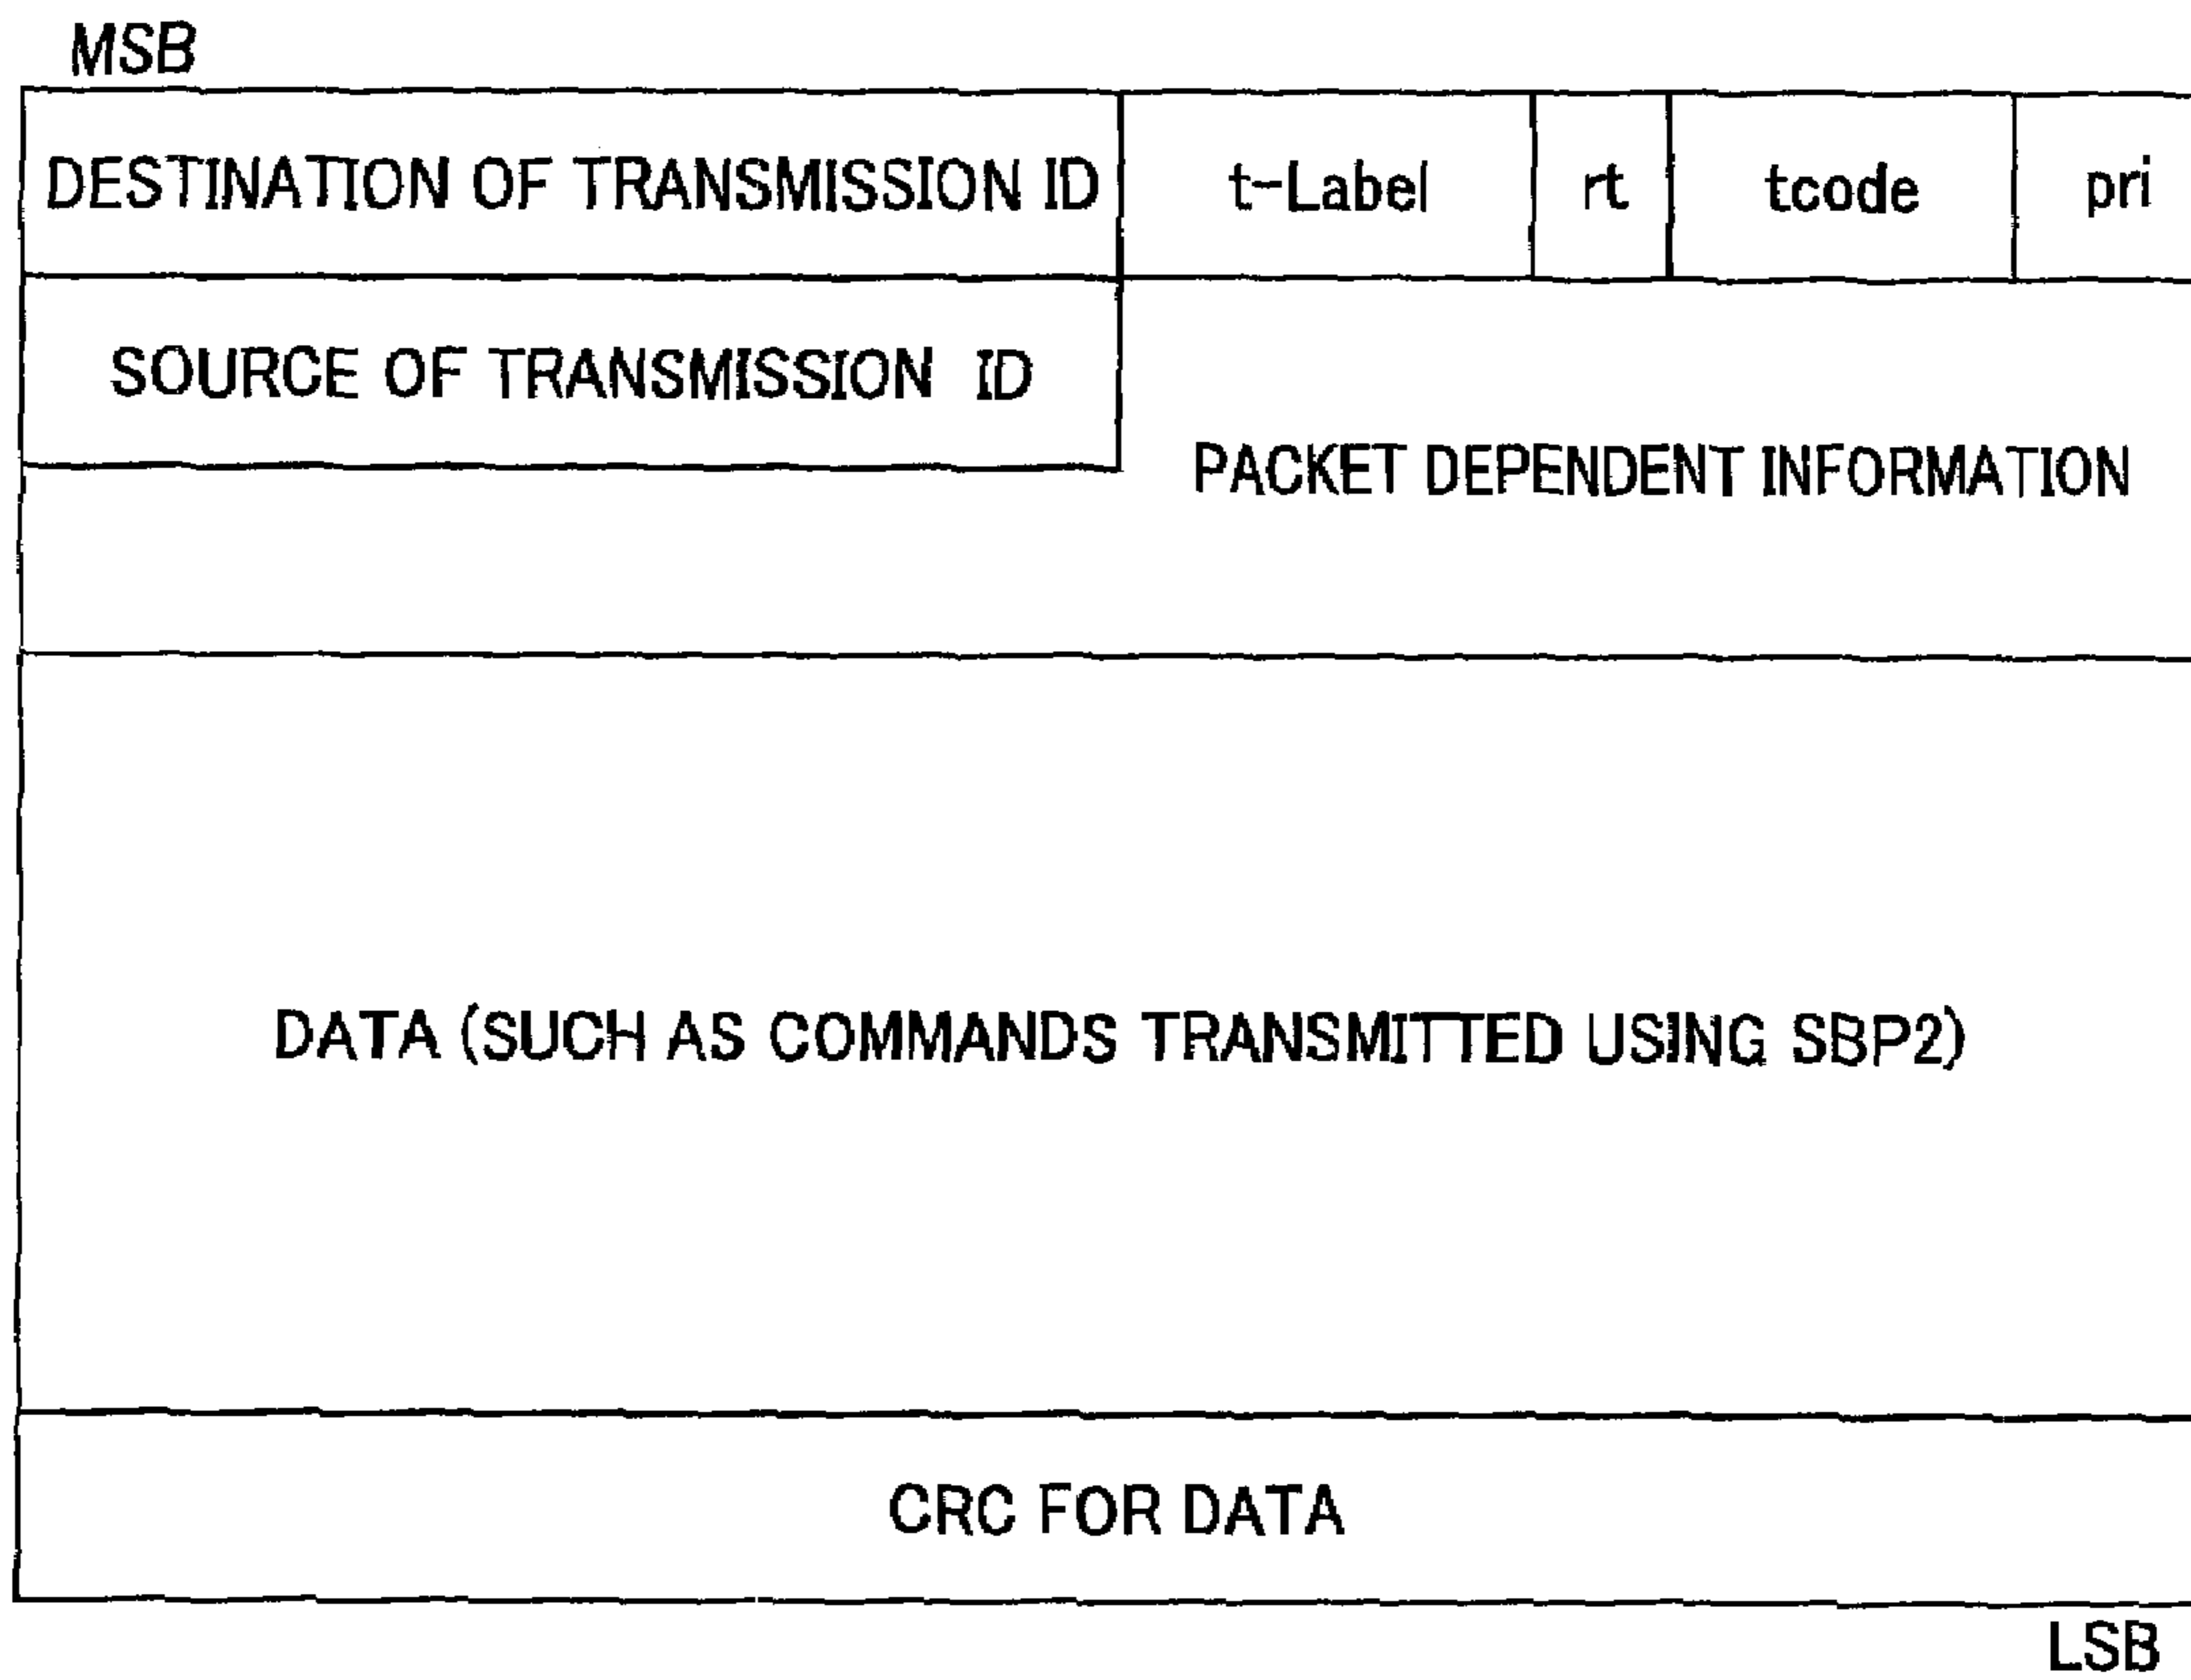 MSB
DESTINATION OF TRANSMISSION ID t-Label rt tcode pri
SOURCE OF TRANSMISSION ID
PACKET DEPENDENT INFORMATION
DATA (SUCH AS COMMANDS TRANSMITTED USING SBP2)
CRC FOR DATA
LSB